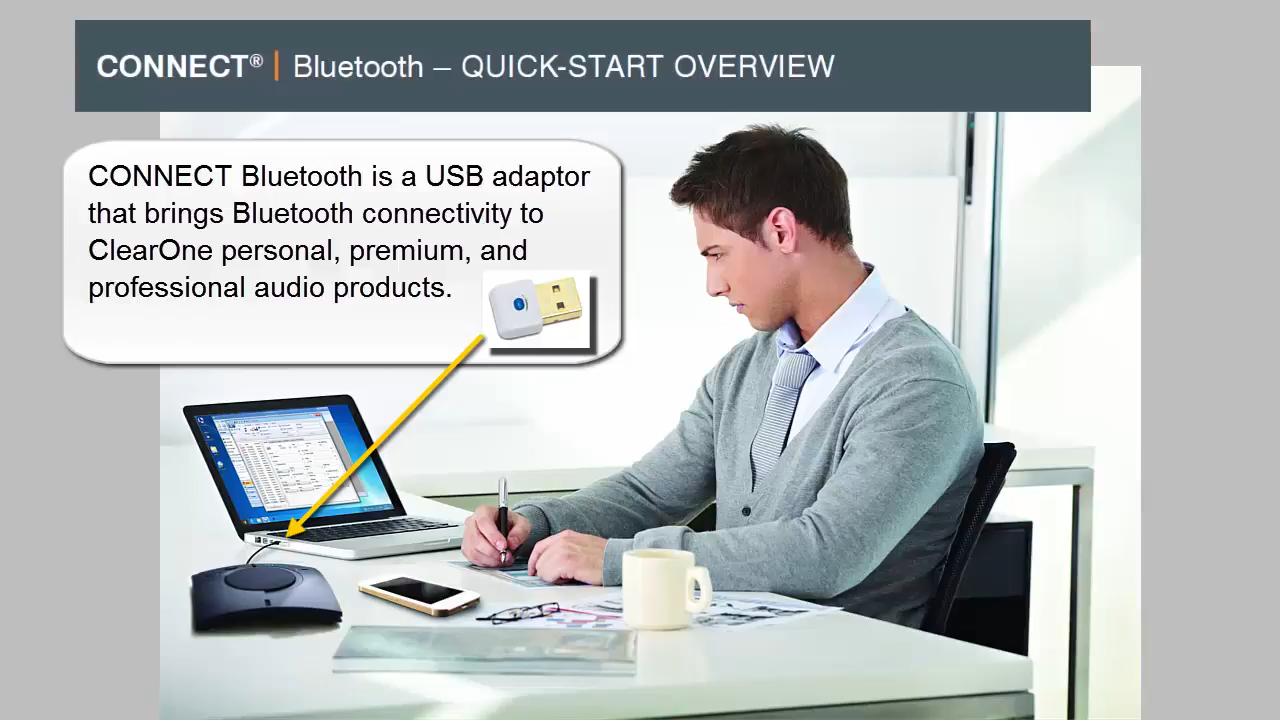 CONNECT® | Bluetooth – QUICK-START OVERVIEW
CONNECT Bluetooth is a USB adaptor
that brings Bluetooth connectivity to
ClearOne personal, premium, and
professional audio products.